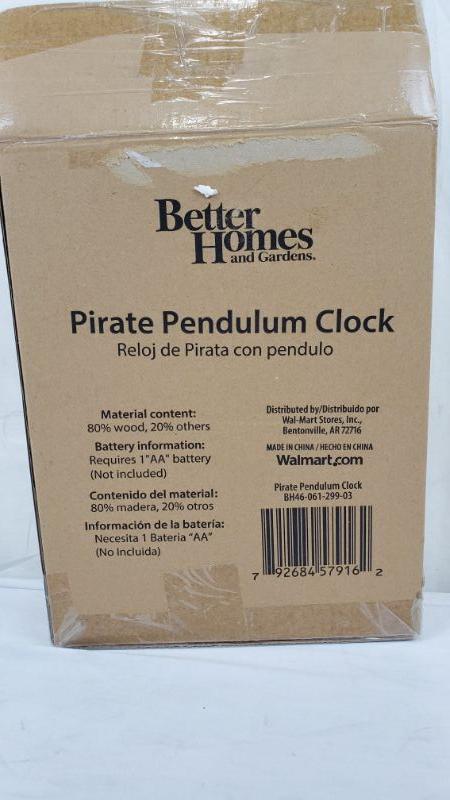 Better
Homes
and Gardens.
Pirate Pendulum Clock
Reloj de Pirata con pendulo
Material content:
80% wood, 20% others
Battery information:
Requires 1"AA" battery
(Not included)
Contenido del material:
80% madera, 20% otros
Información de la batería:
Necesita 1 Bateria “AA”
(No Incluida)
Distributed by/Distribuido por
Wal-Mart Stores, Inc.,
Bentonville, AR 72716
MADE IN CHINA / HECHO EN CHINA
Walmart.com
Pirate Pendulum Clock
BH46-061-299-03
7 92684 57916 2